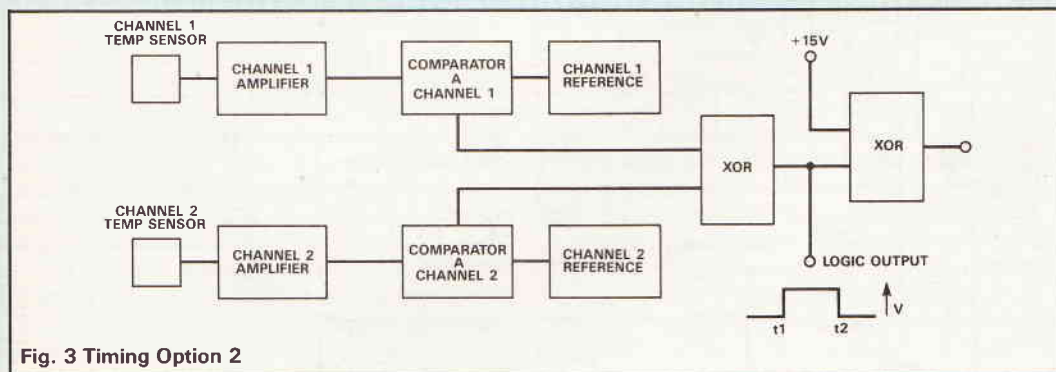 CHANNEL 1
TEMP SENSOR
CHANNEL 1
AMPLIFIER
COMPARATOR
A
CHANNEL 1
CHANNEL 1
REFERENCE
+15V
XOR
XOR
CHANNEL 2
TEMP SENSOR
CHANNEL 2
AMPLIFIER
COMPARATOR
A
CHANNEL 2
CHANNEL 2
REFERENCE
LOGIC OUTPUT
V
t1
t2
Fig. 3 Timing Option 2